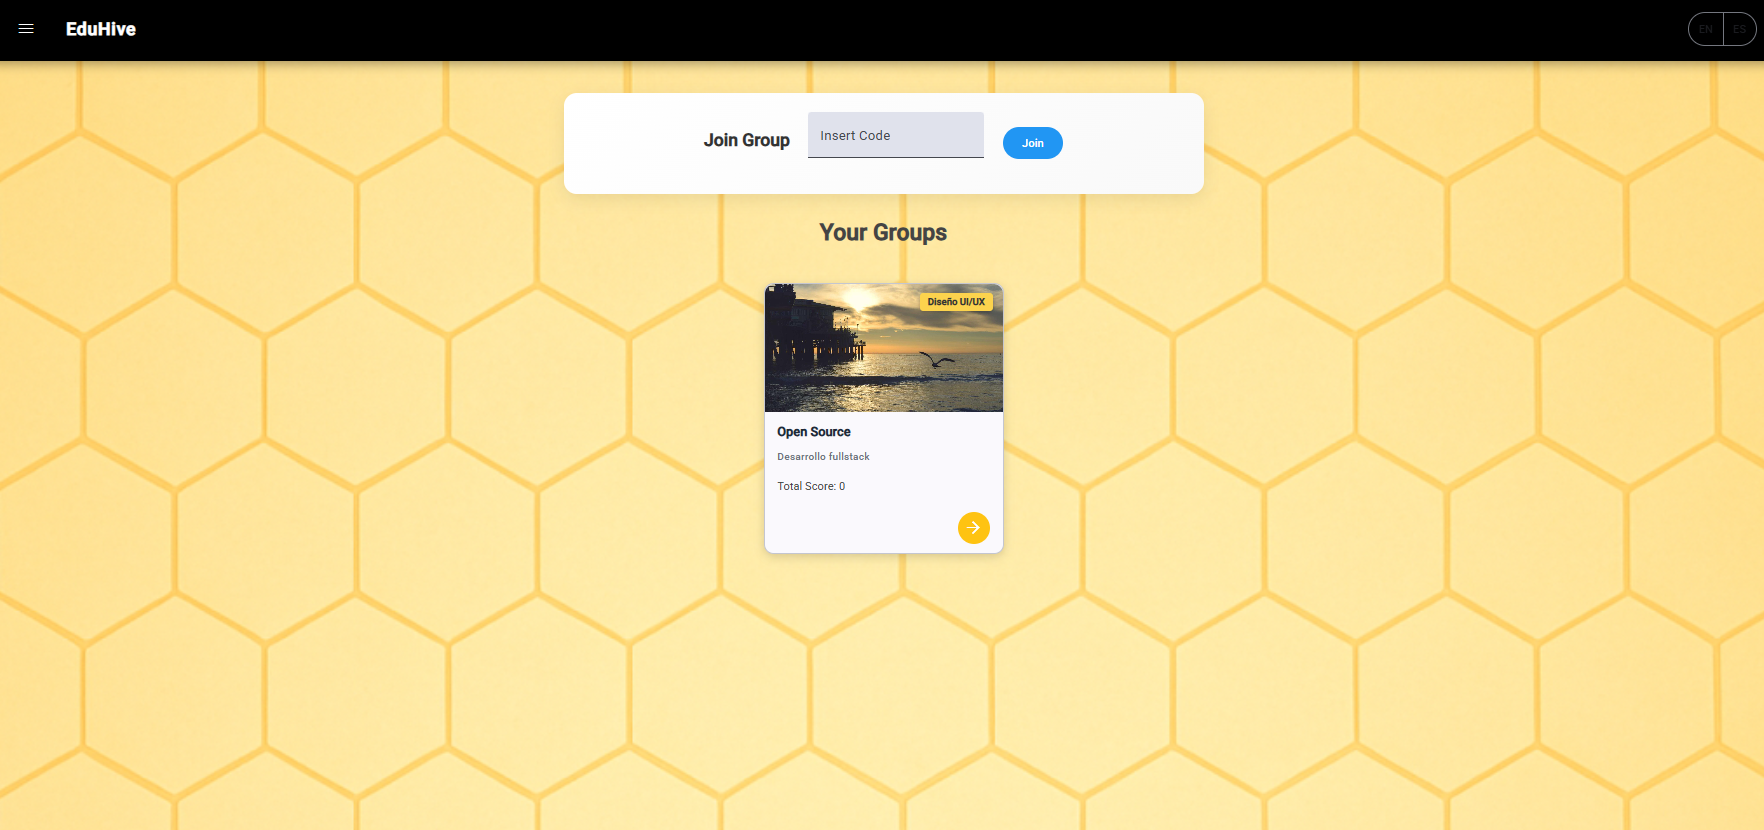 EduHive
EN ES
Join Group Insert Code Join
Your Groups
Diseño UI/UX
Open Source
Desarrollo fullstack
Total Score: 0